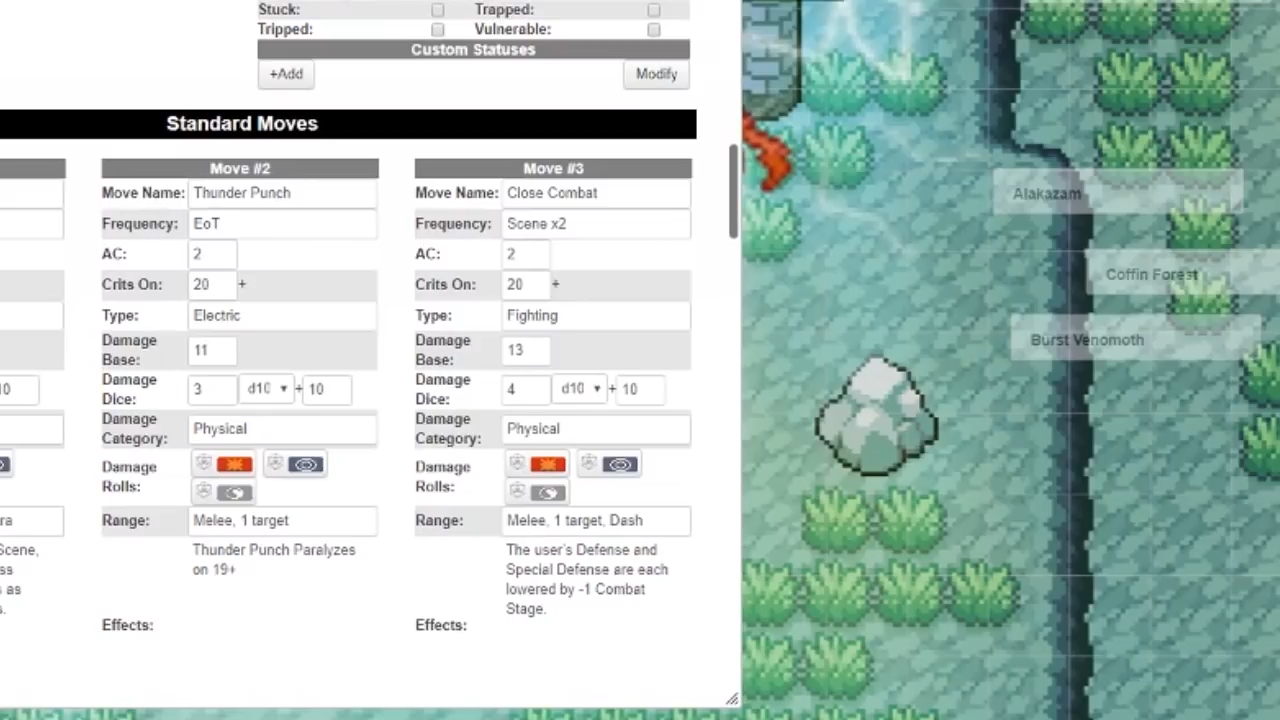 Stuck: Trapped:
Tripped: Vulnerable:
Custom Statuses
+Add Modify
Standard Moves
Move #2 Move #3
Move Name: Thunder Punch Move Name: Close Combat
Frequency: EoT Frequency: Scene x2
AC: 2 AC: 2
Crits On: 20 + Crits On: 20 +
Type: Electric Type: Fighting
Damage Base: 11 Damage Base: 13
0 Damage Dice: 3 d10 + 10 Damage Dice: 4 d10 + 10
Damage Category: Physical Damage Category: Physical
Damage Rolls: Damage Rolls:
ra Range: Melee, 1 target Range: Melee, 1 target, Dash
Scene, Thunder Punch Paralyzes The user's Defense and
ss on 19+ Special Defense are each
as lowered by -1 Combat
s. Stage.
Effects: Effects:
Alakazam
Coffin Forest
Burst Venomoth